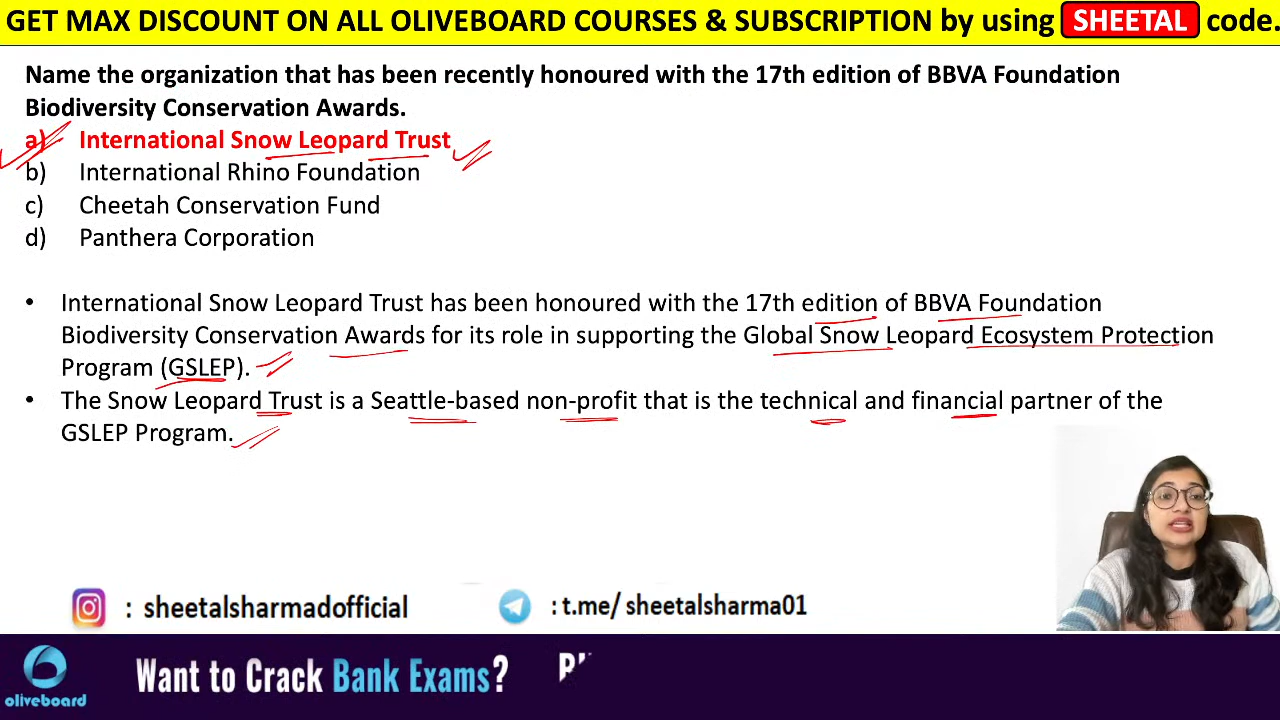 GET MAX DISCOUNT ON ALL OLIVEBOARD COURSES & SUBSCRIPTION by using SHEETAL code.
Name the organization that has been recently honoured with the 17th edition of BBVA Foundation
Biodiversity Conservation Awards.
a) International Snow Leopard Trust
b) International Rhino Foundation
c) Cheetah Conservation Fund
d) Panthera Corporation
• International Snow Leopard Trust has been honoured with the 17th edition of BBVA Foundation
Biodiversity Conservation Awards for its role in supporting the Global Snow Leopard Ecosystem Protection
Program (GSLEP).
• The Snow Leopard Trust is a Seattle-based non-profit that is the technical and financial partner of the
GSLEP Program.
: sheetalsharmadofficial
: t.me/ sheetalsharma01
Want to Crack Bank Exams?
oliveboard